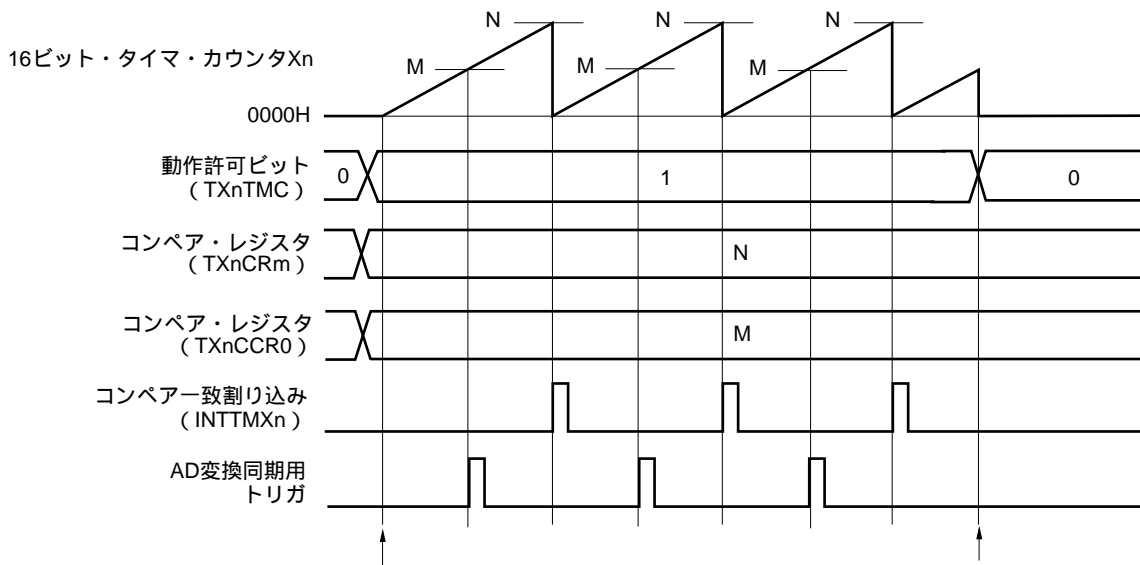 N
N
N
16ビット・タイマ・カウンタXn
M
M
M
0000H
動作許可ビット
（TXnTMC）
0
1
0
コンペア・レジスタ
（TXnCRm）
N
コンペア・レジスタ
（TXnCCR0）
M
コンペア一致割り込み
（INTTMXn）
AD変換同期用
トリガ